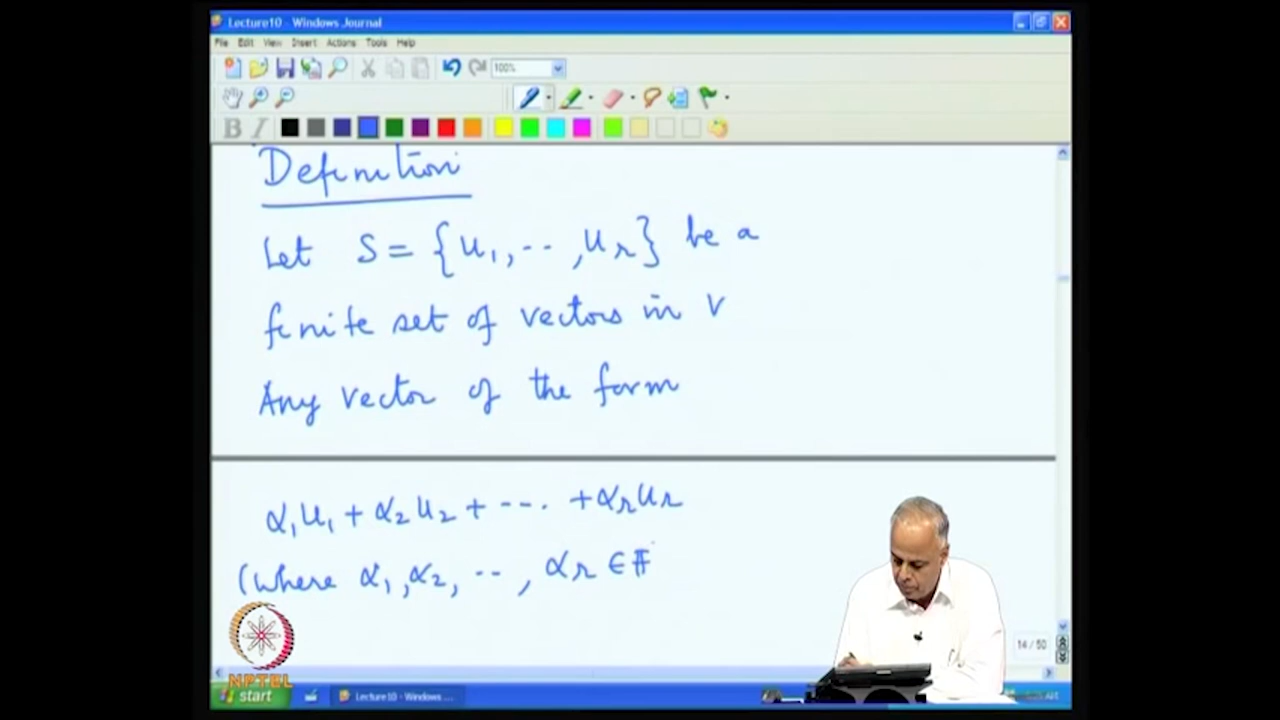 Lecture10 - Windows Journal
File Edit View Insert Actions Tools Help
100%
B I
Definition
Let S = {u₁, -- , uᵣ} be a
finite set of vectors in V
Any vector of the form
α₁u₁ + α₂u₂ + --- . + αᵣuᵣ
(where α₁, α₂, -- , αᵣ ∈ 𝔽
14 / 50
NPTEL
start Lecture10 - Windows ...